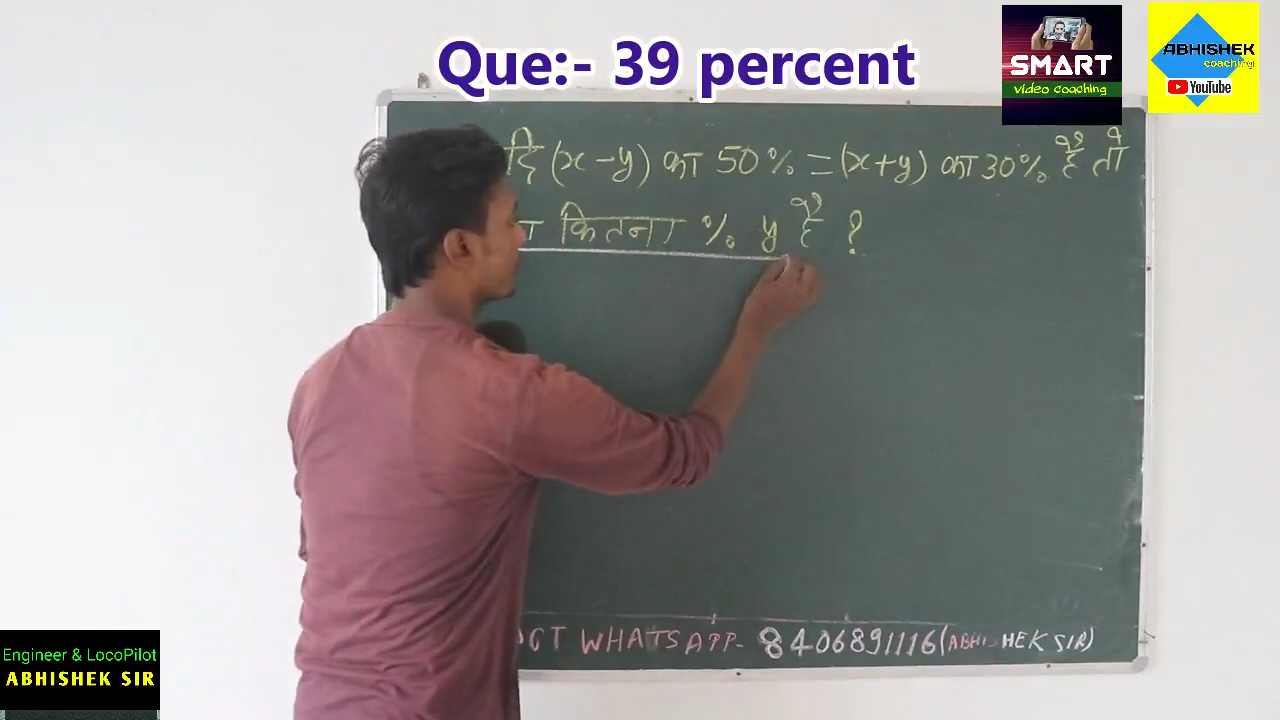 Que:- 39 percent
SMART
video coaching
ABHISHEK
coaching
YouTube
(x-y) का 50% = (x+y) का 30% है तो
कितना % y है ?
WHATSAPP- 8406891116 (ABHISHEK SIR)
Engineer & LocoPilot
ABHISHEK SIR